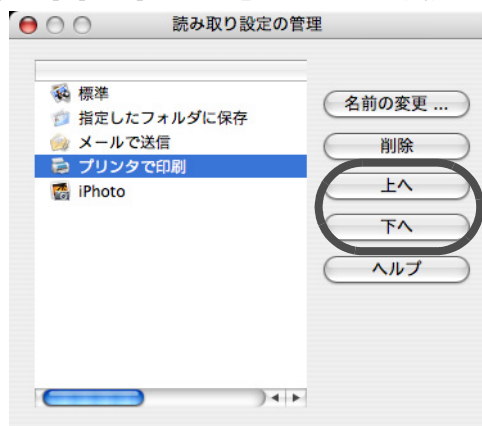 読み取り設定の管理
標準
指定したフォルダに保存
メールで送信
プリンタで印刷
iPhoto
名前の変更 ...
削除
上へ
下へ
ヘルプ